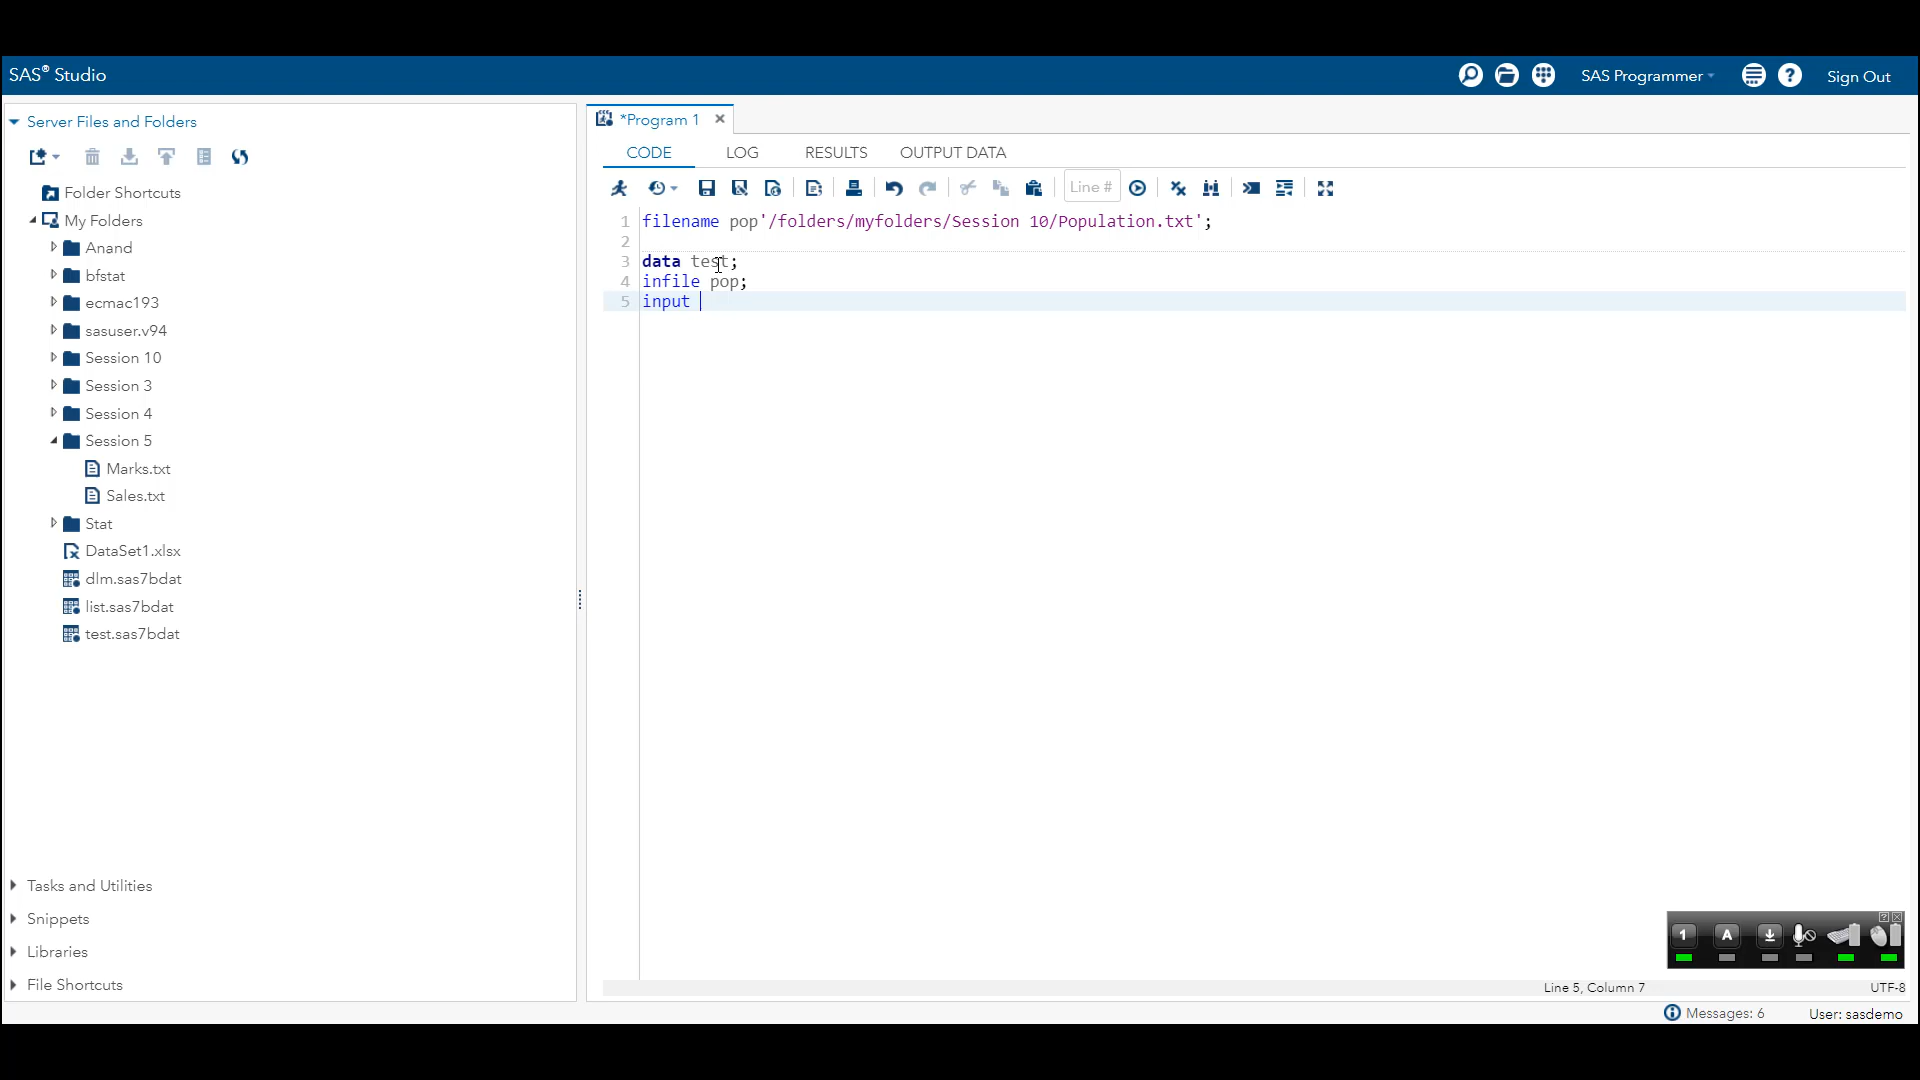 SAS® Studio
SAS Programmer
Sign Out
Server Files and Folders
Folder Shortcuts
My Folders
Anand
bfstat
ecmac193
sasuser.v94
Session 10
Session 3
Session 4
Session 5
Marks.txt
Sales.txt
Stat
DataSet1.xlsx
dlm.sas7bdat
list.sas7bdat
test.sas7bdat
Tasks and Utilities
Snippets
Libraries
File Shortcuts
*Program 1
CODE LOG RESULTS OUTPUT DATA
Line #
1 filename pop'/folders/myfolders/Session 10/Population.txt';
2
3 data test;
4 infile pop;
5 input
1 A
Line 5, Column 7
UTF-8
Messages: 6
User: sasdemo